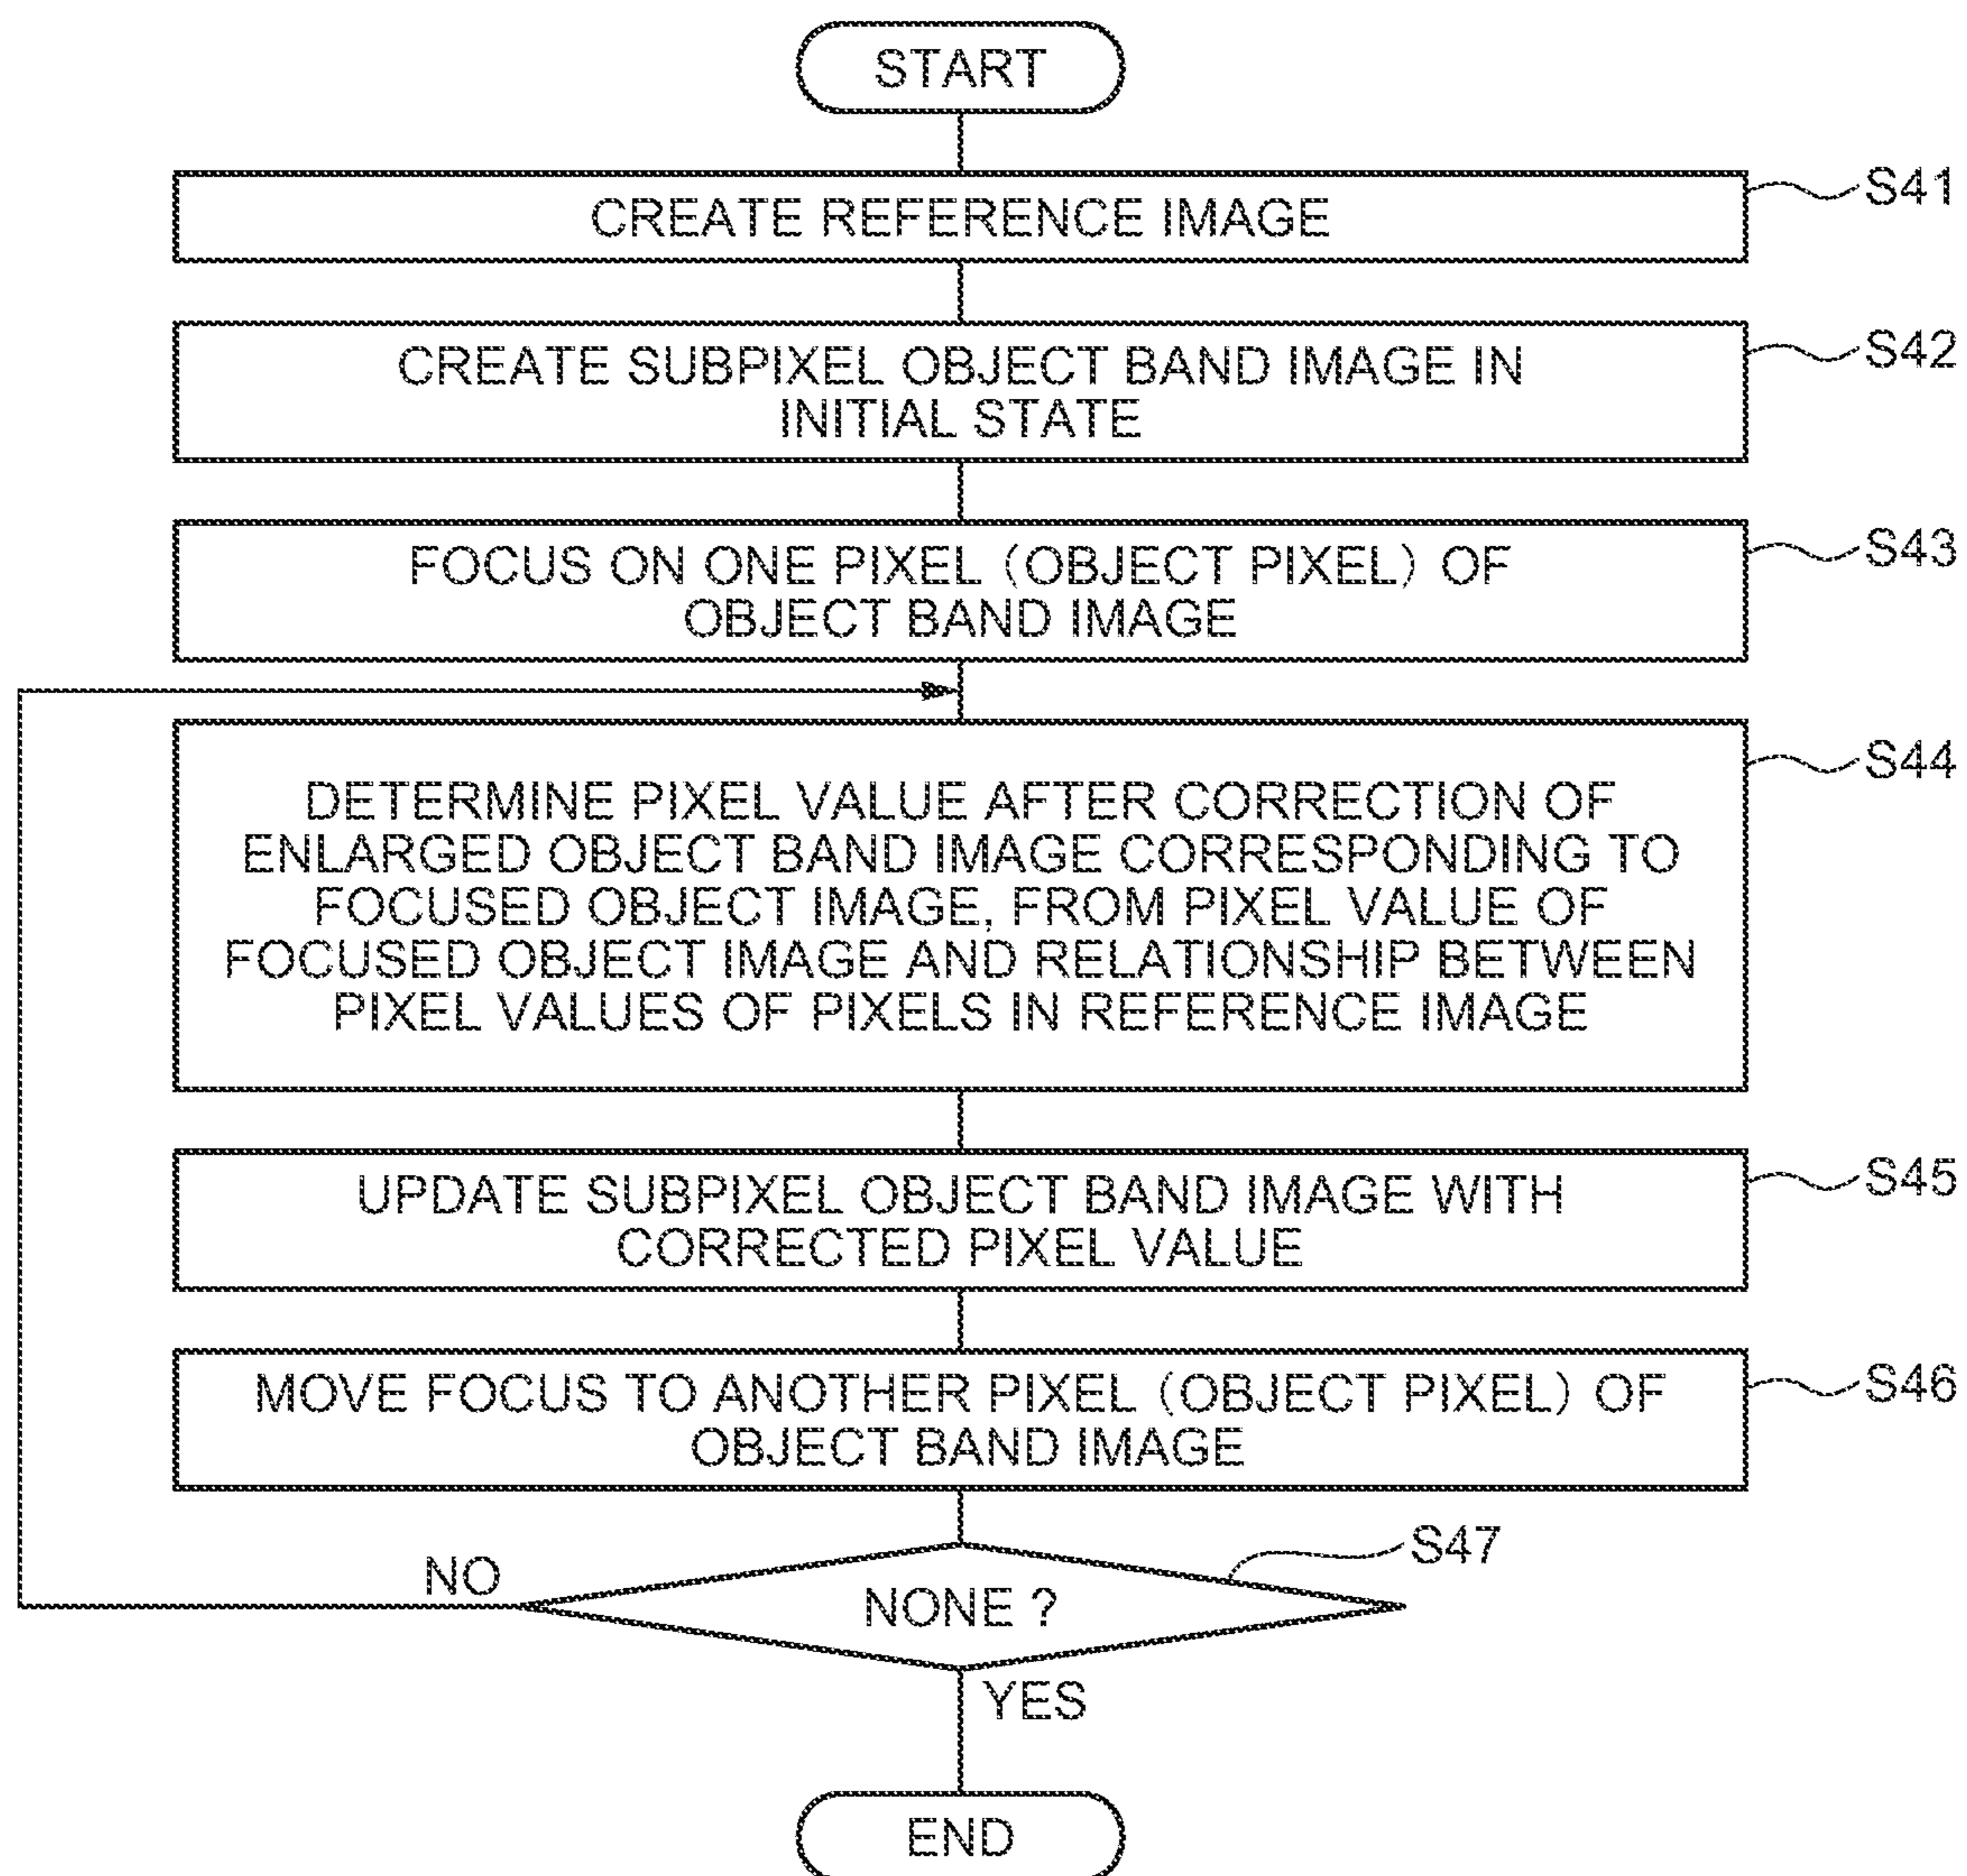 START
CREATE REFERENCE IMAGE
S41
CREATE SUBPIXEL OBJECT BAND IMAGE IN
INITIAL STATE
S42
FOCUS ON ONE PIXEL (OBJECT PIXEL) OF
OBJECT BAND IMAGE
S43
DETERMINE PIXEL VALUE AFTER CORRECTION OF
ENLARGED OBJECT BAND IMAGE CORRESPONDING TO
FOCUSED OBJECT IMAGE, FROM PIXEL VALUE OF
FOCUSED OBJECT IMAGE AND RELATIONSHIP BETWEEN
PIXEL VALUES OF PIXELS IN REFERENCE IMAGE
S44
UPDATE SUBPIXEL OBJECT BAND IMAGE WITH
CORRECTED PIXEL VALUE
S45
MOVE FOCUS TO ANOTHER PIXEL (OBJECT PIXEL) OF
OBJECT BAND IMAGE
S46
S47
NO
NONE ?
YES
END